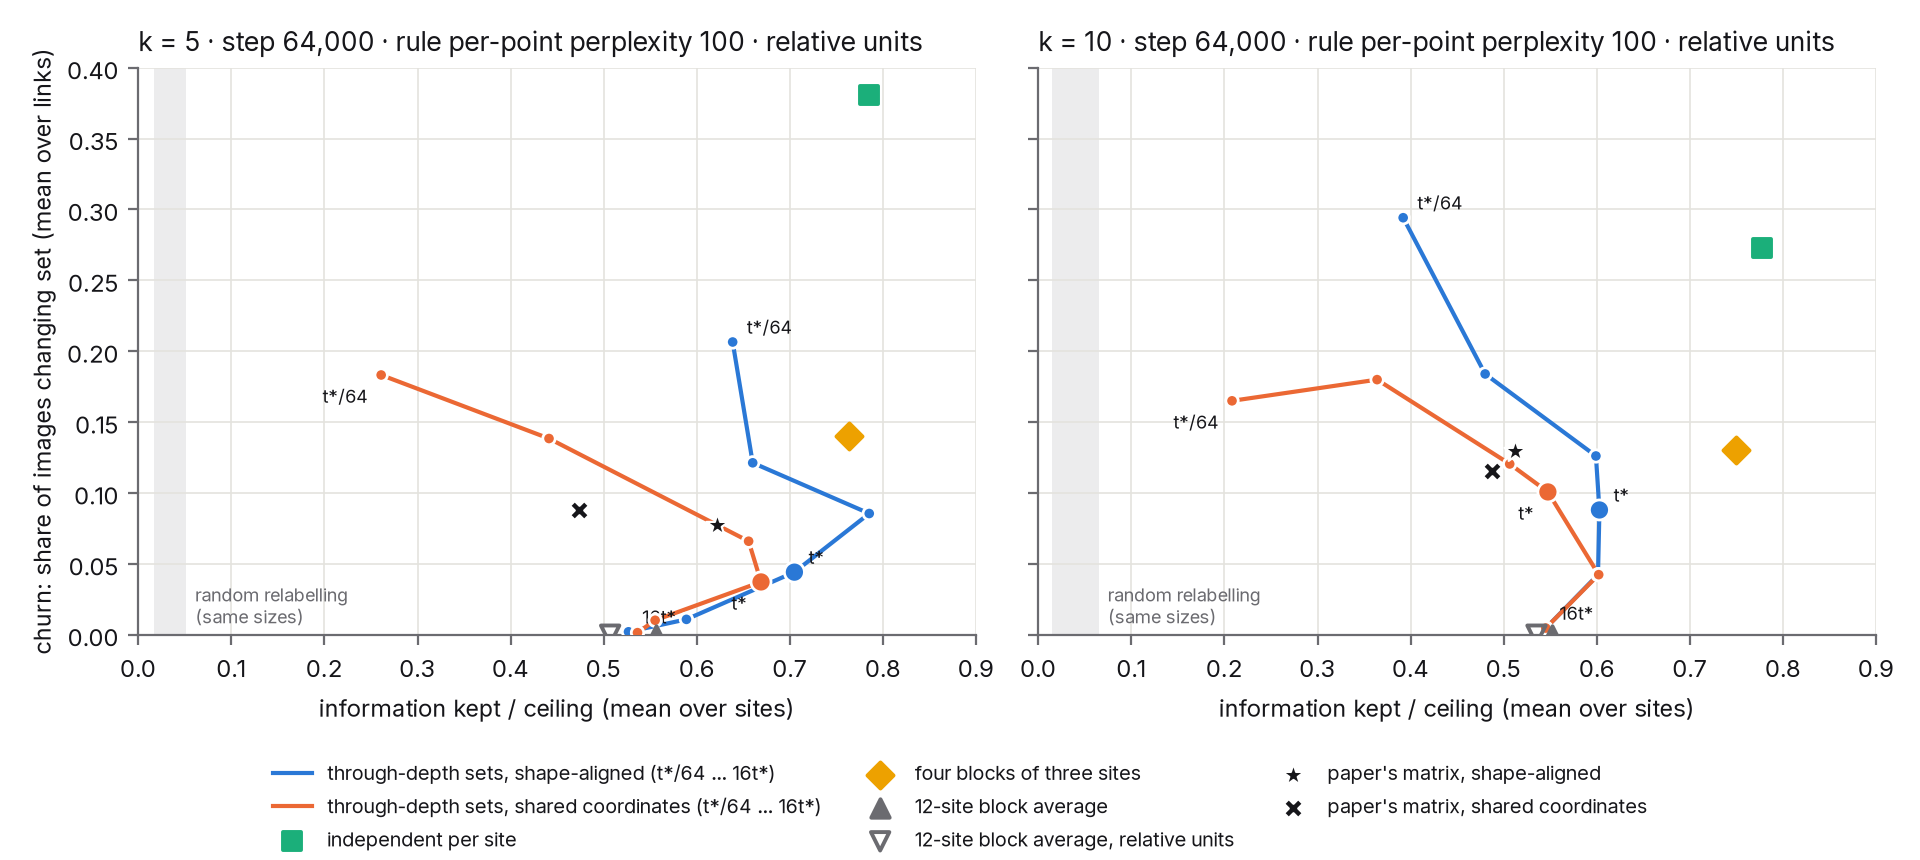 k = 5 · step 64,000 · rule per-point perplexity 100 · relative units
k = 10 · step 64,000 · rule per-point perplexity 100 · relative units
churn: share of images changing set (mean over links)
0.40
0.35
0.30
0.25
0.20
0.15
0.10
0.05
0.00
t*/64
t*/64
t*
t*
random relabelling
(same sizes)
0.0 0.1 0.2 0.3 0.4 0.5 0.6 0.7 0.8 0.9
information kept / ceiling (mean over sites)
t*/64
t*/64
t*
t*
16t*
random relabelling
(same sizes)
0.0 0.1 0.2 0.3 0.4 0.5 0.6 0.7 0.8 0.9
information kept / ceiling (mean over sites)
through-depth sets, shape-aligned (t*/64 ... 16t*)
through-depth sets, shared coordinates (t*/64 ... 16t*)
independent per site
four blocks of three sites
12-site block average
12-site block average, relative units
paper's matrix, shape-aligned
paper's matrix, shared coordinates